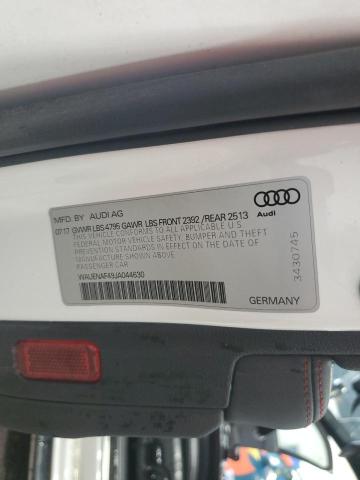 MFD. BY AUDI AG
07/17 GVWR LBS 4795 GAWR LBS FRONT 2392 /REAR 2513
THIS VEHICLE CONFORMS TO ALL APPLICABLE U.S
FEDERAL MOTOR VEHICLE SAFETY, BUMPER AND THEFT
PREVENTION STANDARDS IN EFFECT ON THE DATE OF
MANUFACTURE SHOWN ABOVE.
PASSENGER CAR
WAUENAF49JA044630
Audi
3430745
GERMANY